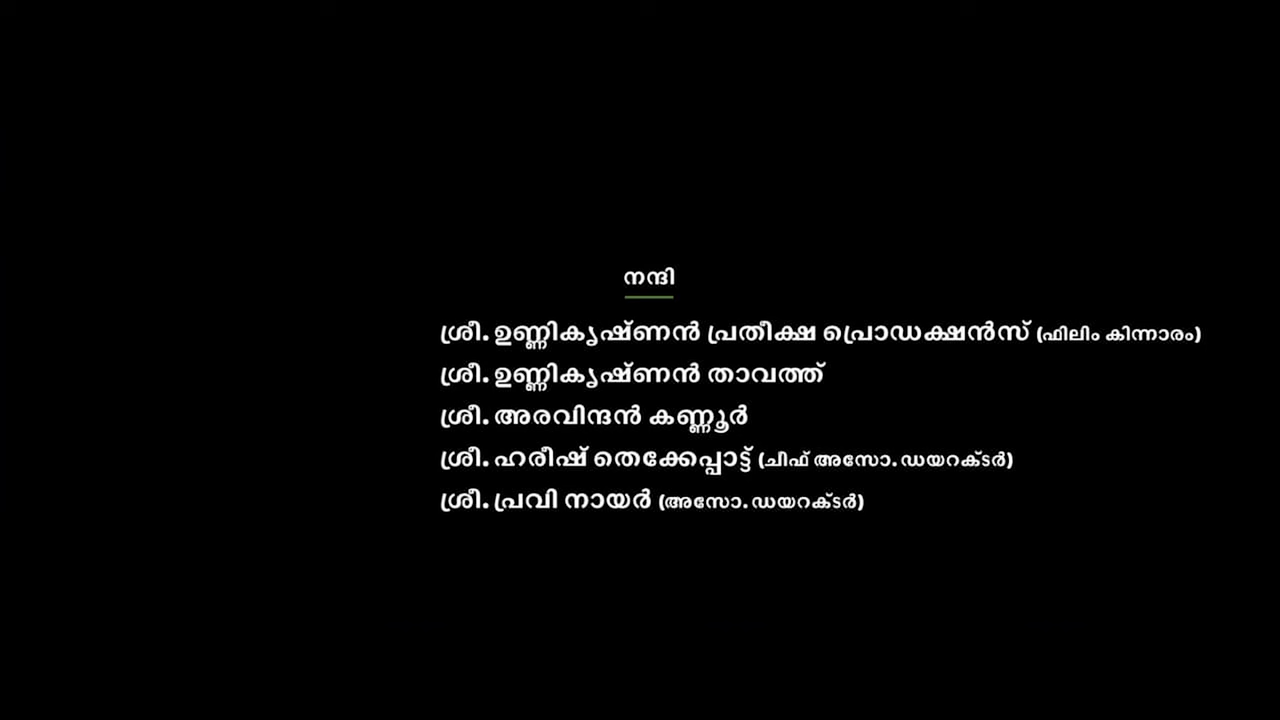 നന്ദി
ശ്രീ. ഉണ്ണികൃഷ്ണൻ പ്രതീക്ഷ പ്രൊഡക്ഷൻസ് (ഫിലിം കിന്നാരം)
ശ്രീ. ഉണ്ണികൃഷ്ണൻ താവത്ത്
ശ്രീ. അരവിന്ദൻ കണ്ണൂർ
ശ്രീ. ഹരീഷ് തെക്കേപ്പാട്ട് (ചീഫ് അസോ. ഡയറക്ടർ)
ശ്രീ. പ്രവി നായർ (അസോ. ഡയറക്ടർ)